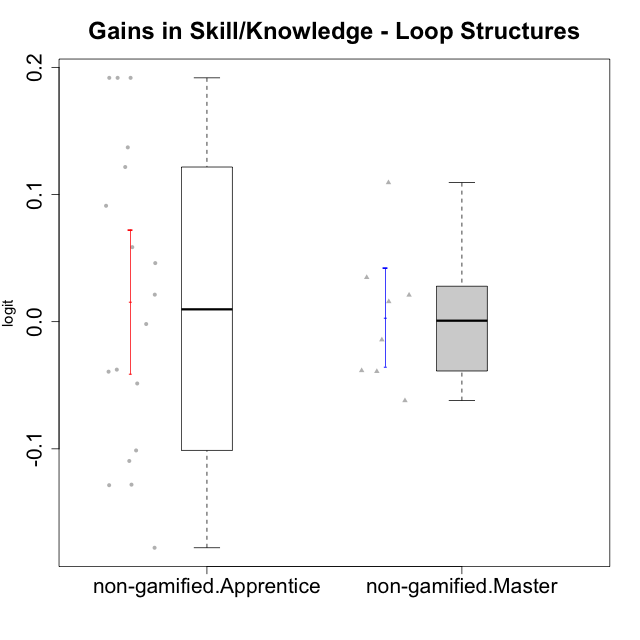 Gains in Skill/Knowledge - Loop Structures
0.2
0.1
0.0
-0.1
logit
non-gamified.Apprentice
non-gamified.Master